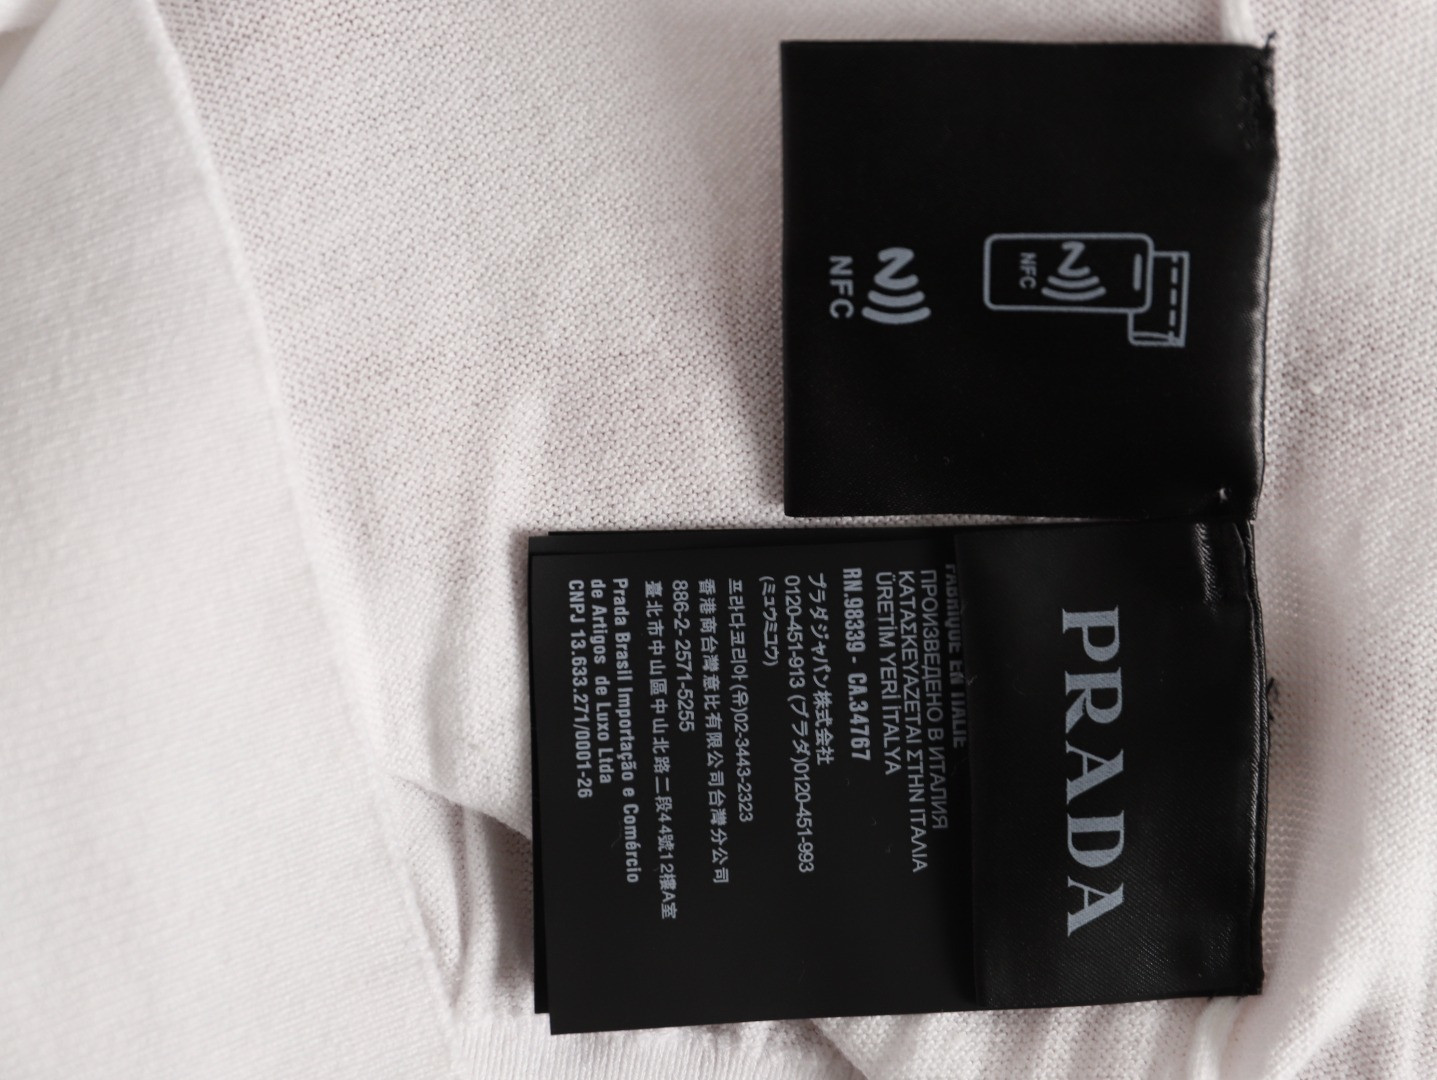 NFC
NFC
PRADA
FABRIQUÉ EN ITALIE
ПРОИЗВЕДЕНО В ИТАЛИЯ
ΚΑΤΑΣΚΕΥΑΖΕΤΑΙ ΣΤΗΝ ΙΤΑΛΙΑ
ÜRETİM YERİ İTALYA
RN.98339 - CA.34767
プラダジャパン株式会社
0120-451-913 (プラダ)0120-451-993
(ミュウミュウ)
프라다코리아 (유)02-3443-2323
香港商台灣意比有限公司台灣分公司
886-2- 2571-5255
臺北市中山區中山北路二段44號12樓A室
Prada Brasil Importação e Comércio
de Artigos de Luxo Ltda
CNPJ 13.633.271/0001-26